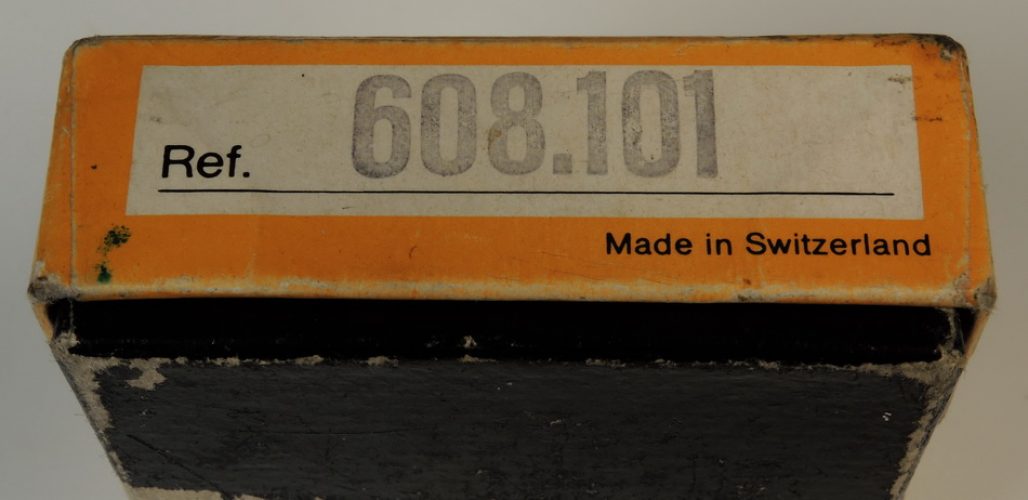 Ref. 608.101
Made in Switzerland